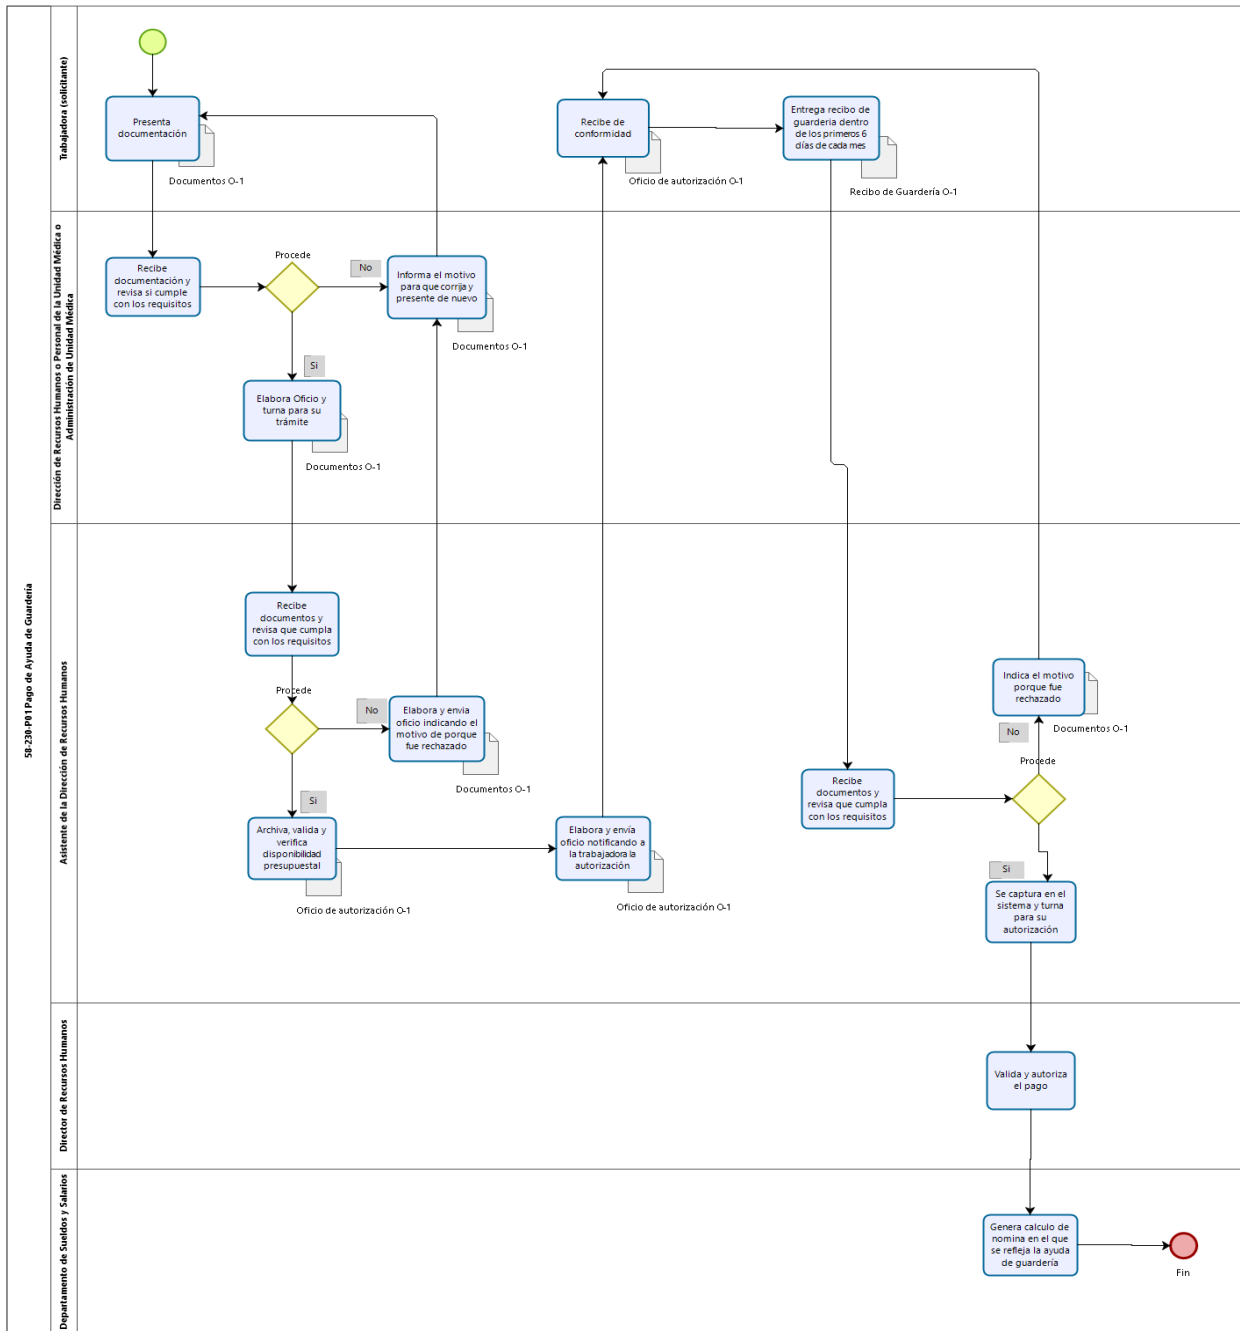 58-230-P01 Pago de Ayuda de Guardería
Trabajadora (solicitante)
Presenta
documentación
Documentos O-1
Recibe de
conformidad
Oficio de autorización O-1
Entrega recibo de
guarderia dentro
de los primeros 6
días de cada mes
Recibo de Guardería O-1
Dirección de Recursos Humanos o Personal de la Unidad Médica o
Administración de Unidad Médica
Recibe
documentación y
revisa si cumple
con los requisitos
Procede
No
Informa el motivo
para que corrija y
presente de nuevo
Documentos O-1
Si
Elabora Oficio y
turna para su
trámite
Documentos O-1
Asistente de la Dirección de Recursos Humanos
Recibe
documentos y
revisa que cumpla
con los requisitos
Procede
No
Elabora y envia
oficio indicando el
motivo de porque
fue rechazado
Documentos O-1
Si
Archiva, valida y
verifica
disponibilidad
presupuestal
Oficio de autorización O-1
Elabora y envía
oficio notificando a
la trabajadora la
autorización
Oficio de autorización O-1
Indica el motivo
porque fue
rechazado
Documentos O-1
No
Procede
Recibe
documentos y
revisa que cumpla
con los requisitos
Si
Se captura en el
sistema y turna
para su
autorización
Director de Recursos Humanos
Valida y autoriza
el pago
Departamento de Sueldos y Salarios
Genera calculo de
nomina en el que
se refleja la ayuda
de guardería
Fin